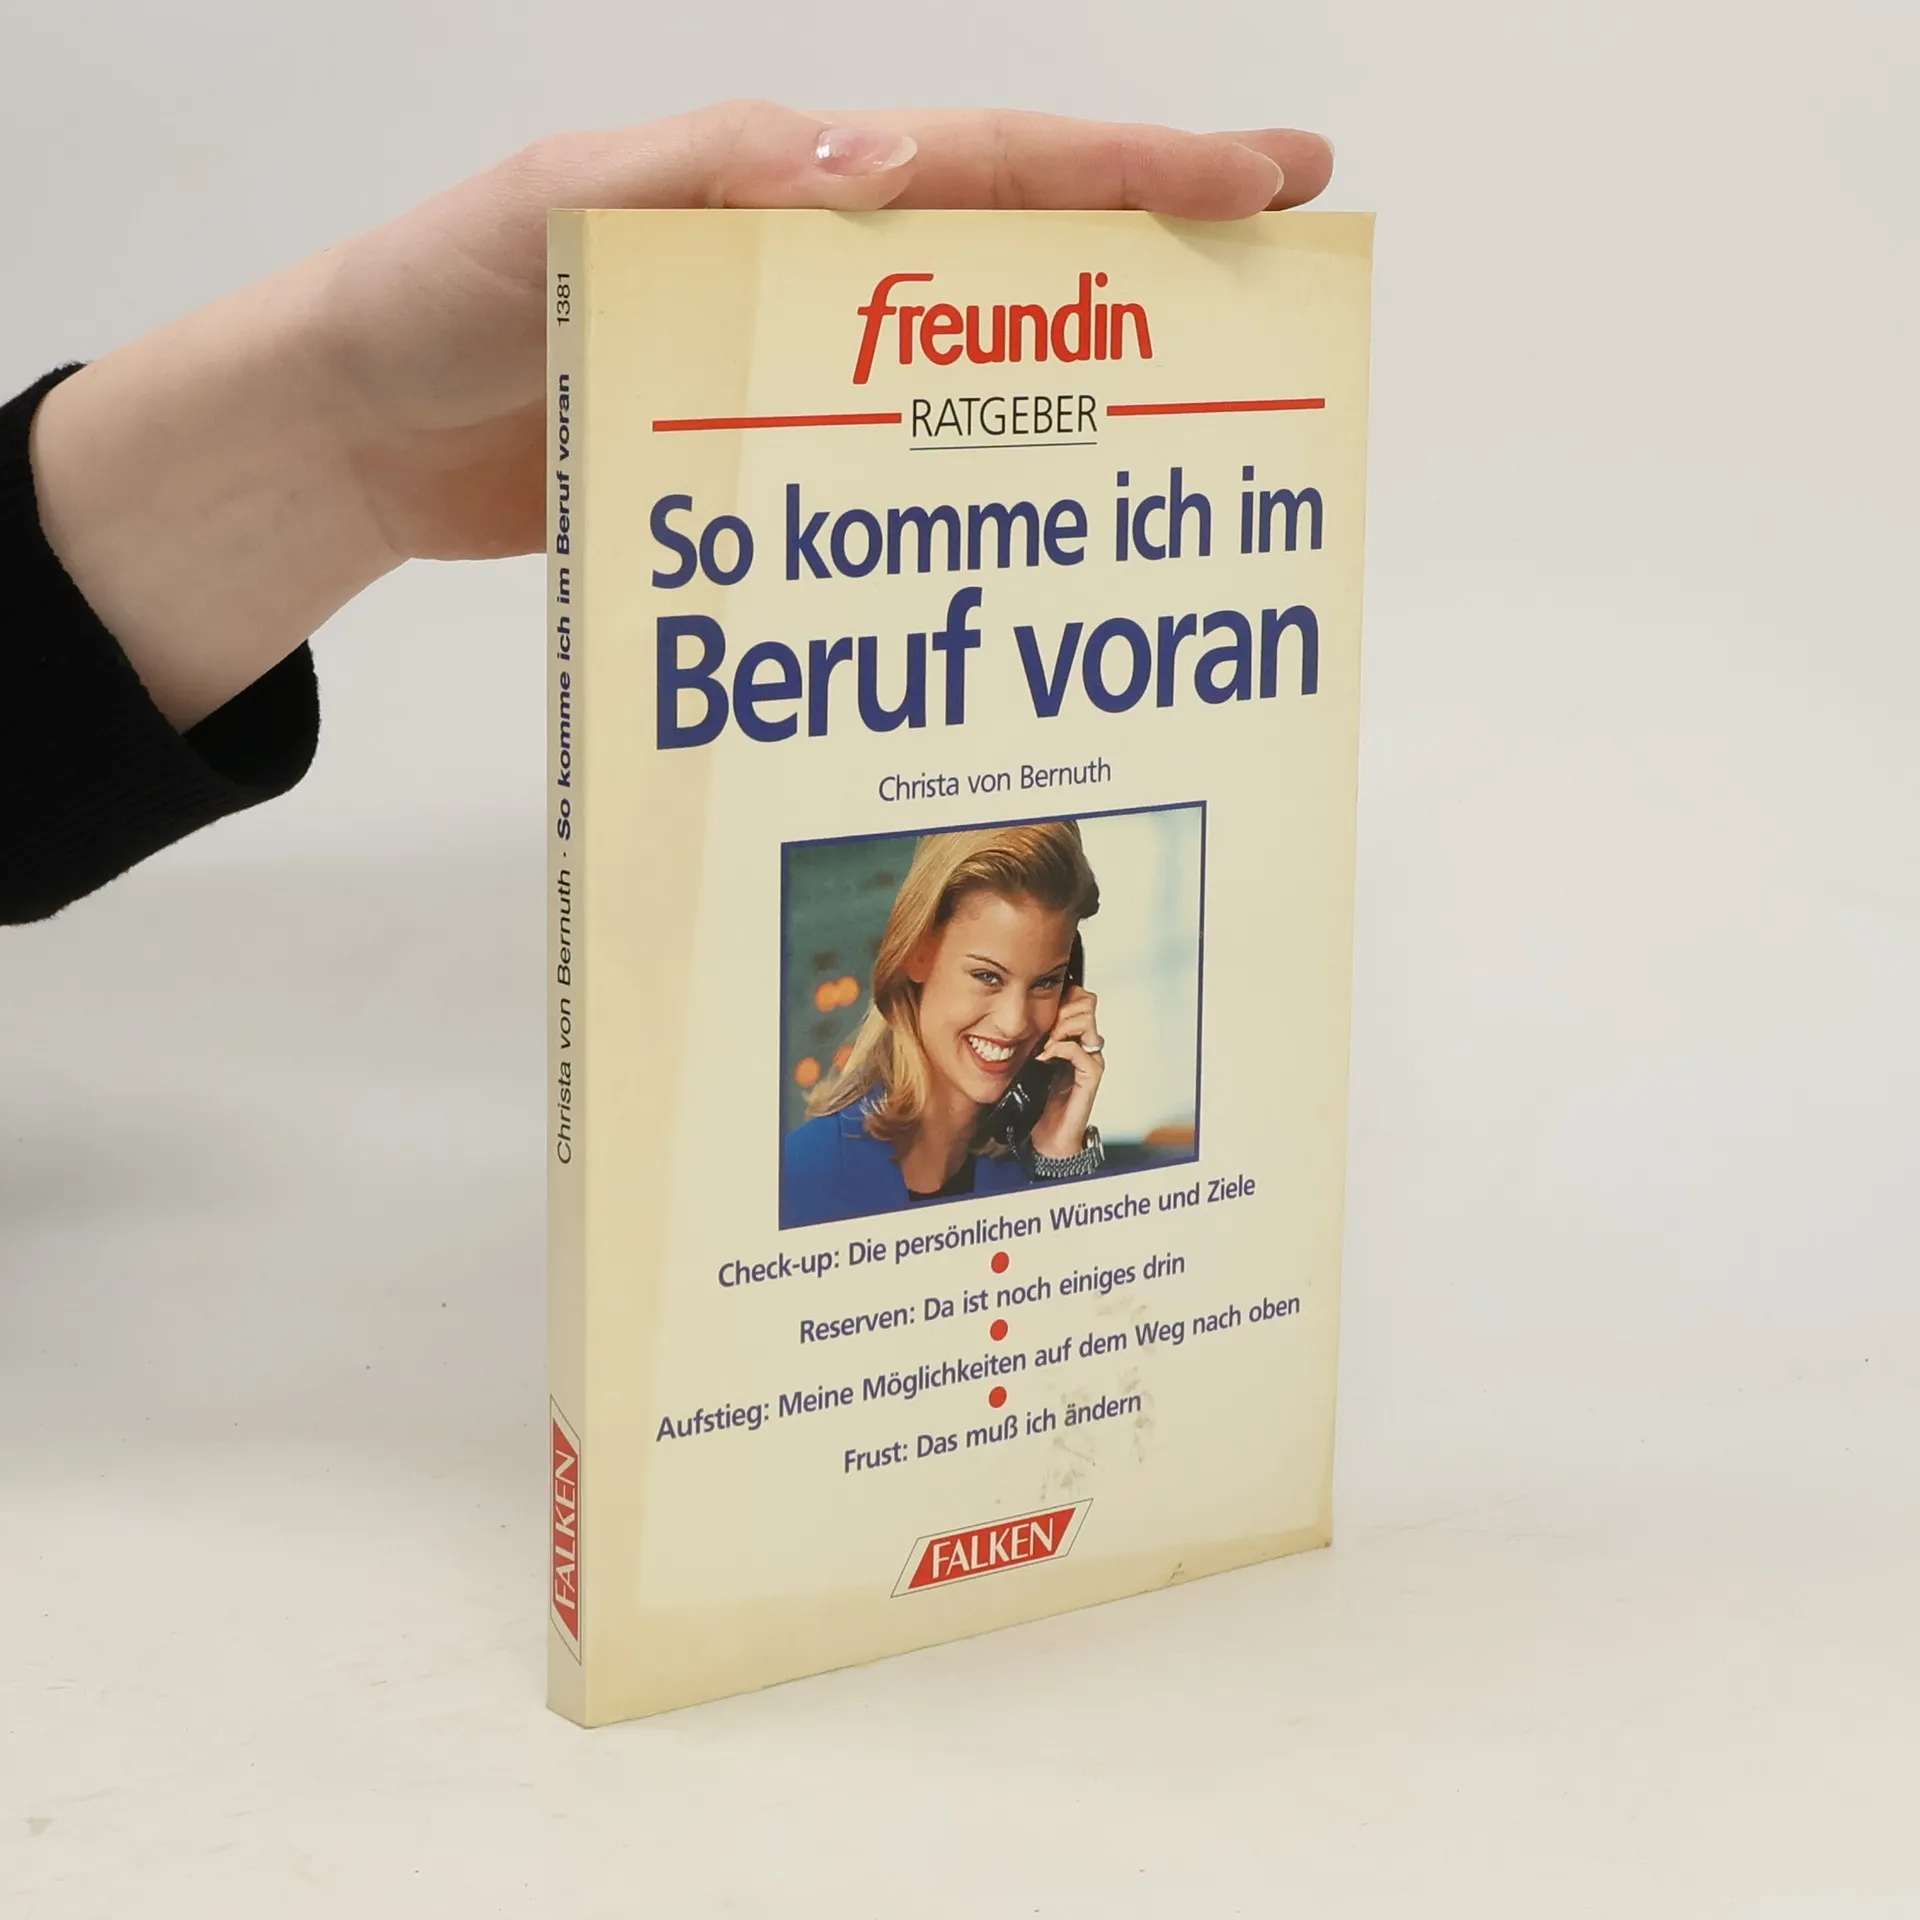 freundin
RATGEBER
So komme ich im
Beruf voran
Christa von Bernuth
Check-up: Die persönlichen Wünsche und Ziele
Reserven: Da ist noch einiges drin
Aufstieg: Meine Möglichkeiten auf dem Weg nach oben
Frust: Das muß ich ändern
FALKEN
Christa von Bernuth · So komme ich im Beruf voran 1381
FALKEN